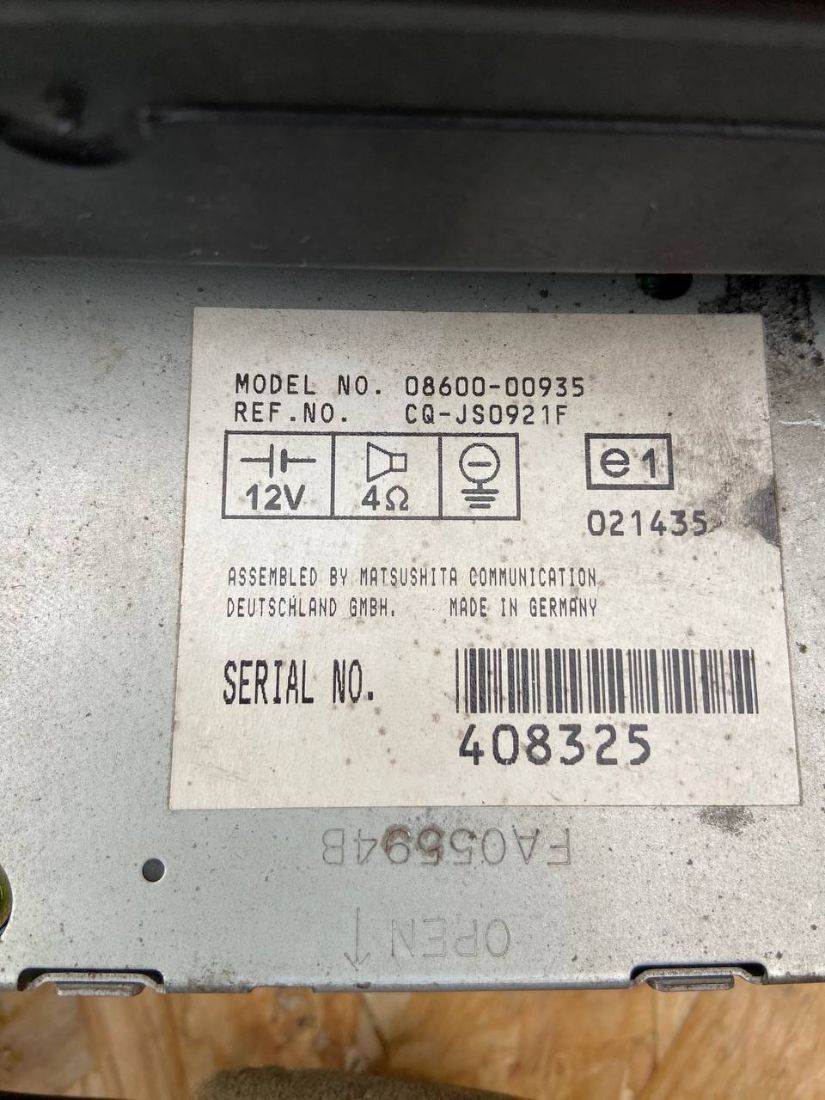 MODEL NO. 08600-00935
REF.NO. CQ-JS0921F
12V 4Ω
e1
021435
ASSEMBLED BY MATSUSHITA COMMUNICATION
DEUTSCHLAND GMBH. MADE IN GERMANY
SERIAL NO.
408325
FA05594B
OPEN ↑